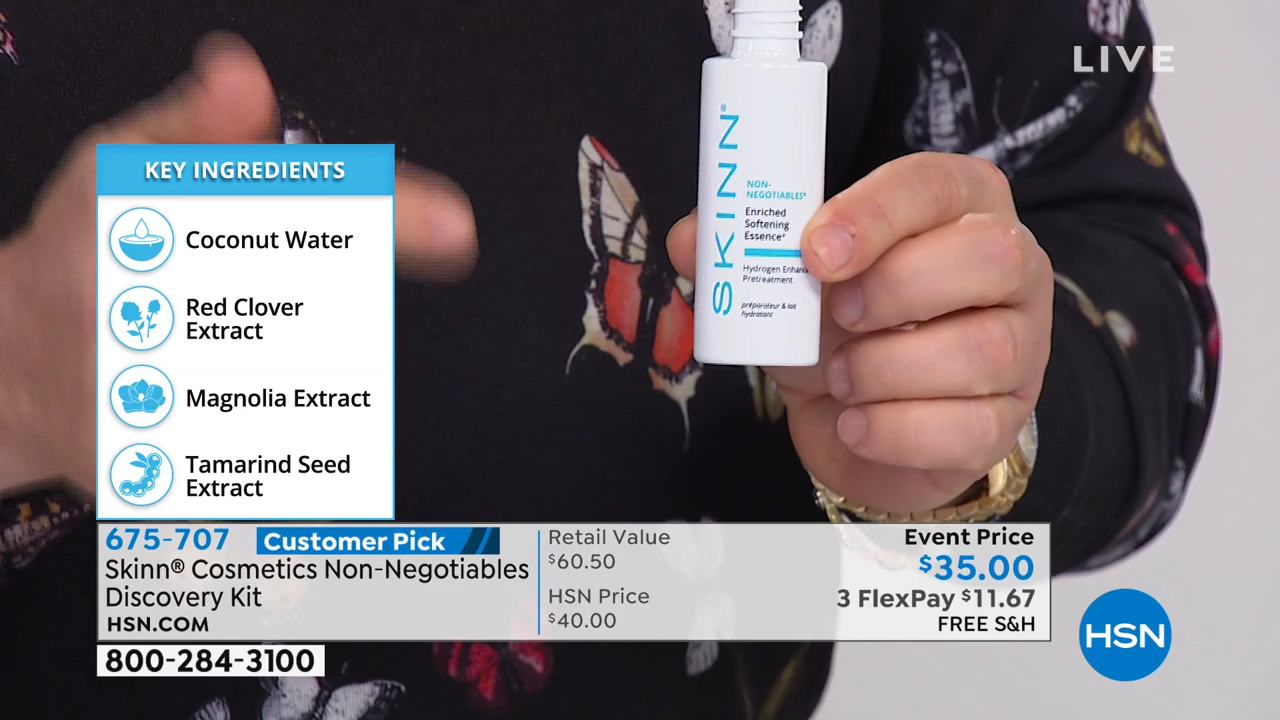 LIVE
KEY INGREDIENTS
Coconut Water
Red Clover
Extract
Magnolia Extract
Tamarind Seed
Extract
SKINN®
NON-
NEGOTIABLES®
Enriched
Softening
Essence+
Hydrogen Enhanc
Pretreatment
préparateur & lait
hydratant
675-707
Customer Pick
Skinn® Cosmetics Non-Negotiables
Discovery Kit
HSN.COM
Retail Value
$60.50
HSN Price
$40.00
Event Price
$35.00
3 FlexPay $11.67
FREE S&H
HSN
800-284-3100